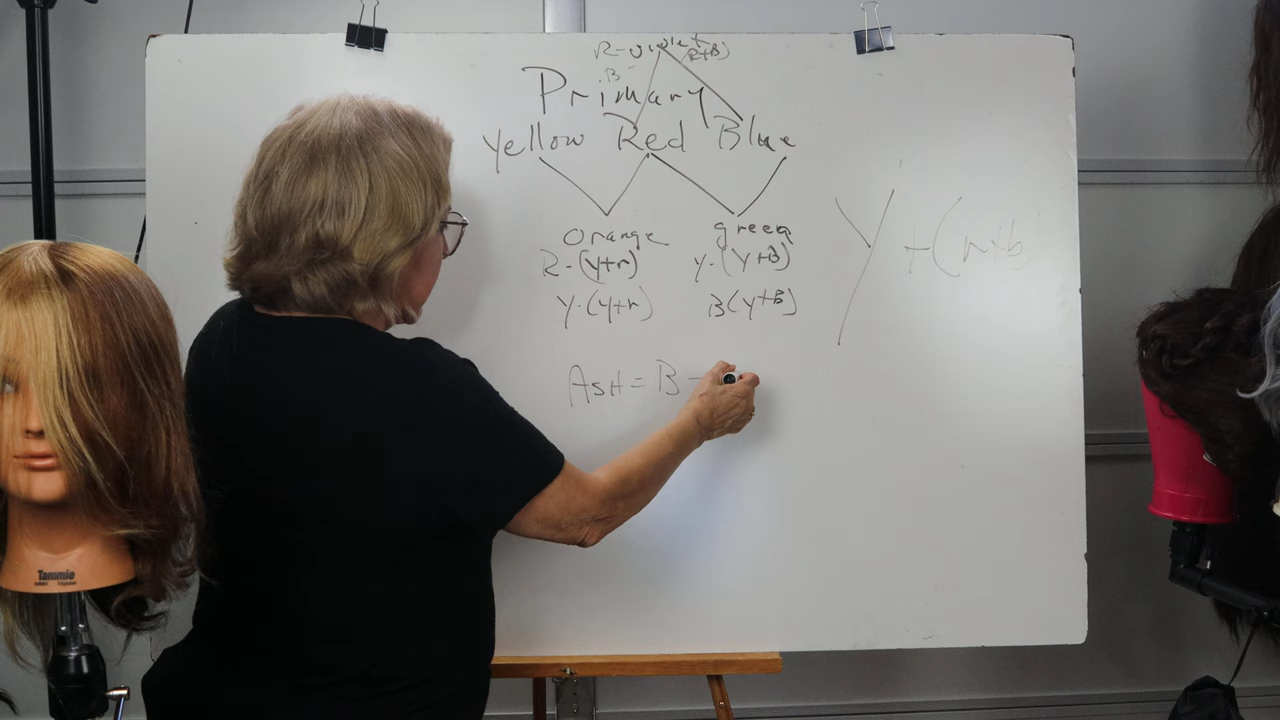 R-violet
(R+B)
B-
Primary
Yellow Red Blue
Orange green
R-(y+r) y-(y+B)
y-(y+r) B(y+B)
Y +(r+b
AsH = B -
Tammie